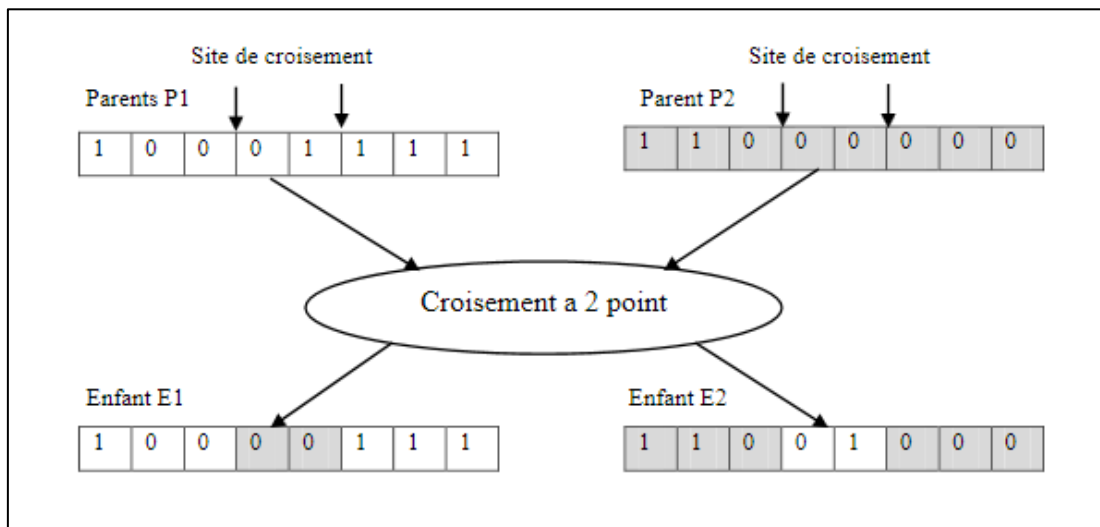 Site de croisement Site de croisement
Parents P1 Parent P2
1 0 0 0 1 1 1 1 1 1 0 0 0 0 0 0
Croisement a 2 point
Enfant E1 Enfant E2
1 0 0 0 0 1 1 1 1 1 0 0 1 0 0 0